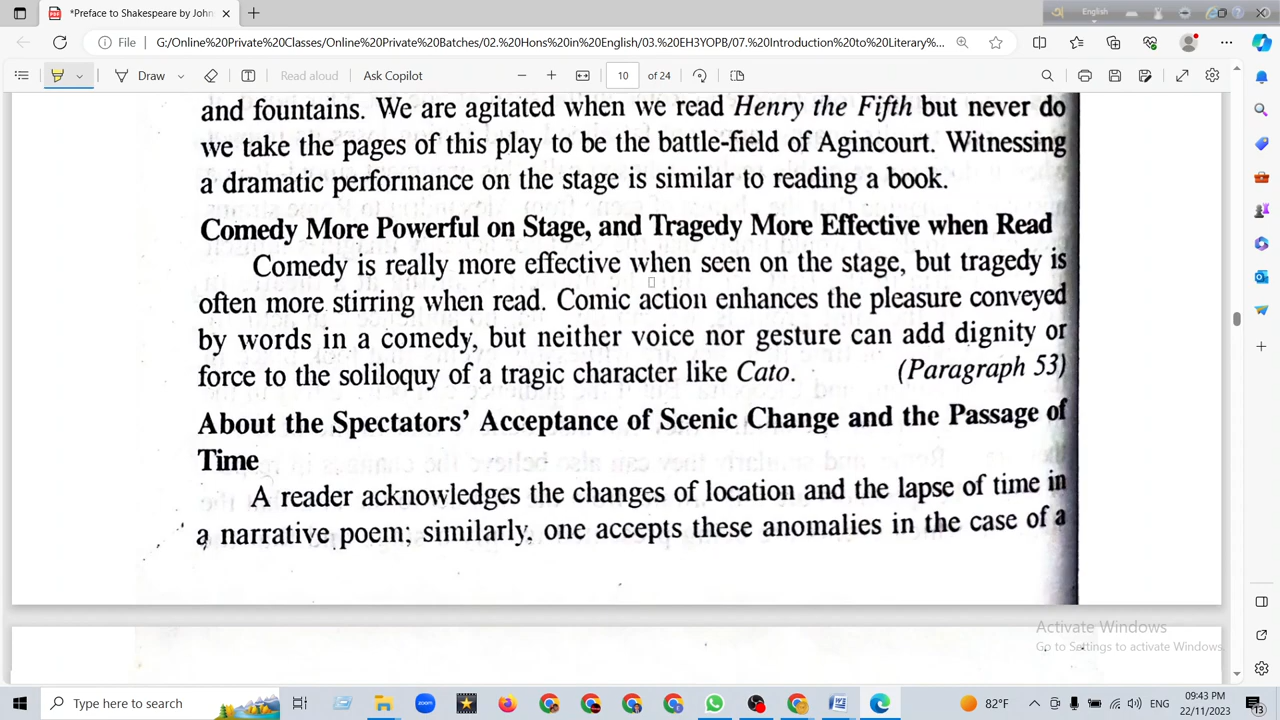 *Preface to Shakespeare by John
English
File
G:/Online%20Private%20Classes/Online%20Private%20Batches/01.%20Hons%20in%20English/03.%20EH3YOPB/07.%20Introduction%20to%20Literary%...
Draw
Read aloud
Ask Copilot
10 of 24
and fountains. We are agitated when we read Henry the Fifth but never do
we take the pages of this play to be the battle-field of Agincourt. Witnessing
a dramatic performance on the stage is similar to reading a book.
Comedy More Powerful on Stage, and Tragedy More Effective when Read
Comedy is really more effective when seen on the stage, but tragedy is
often more stirring when read. Comic action enhances the pleasure conveyed
by words in a comedy, but neither voice nor gesture can add dignity or
force to the soliloquy of a tragic character like Cato. (Paragraph 53)
About the Spectators' Acceptance of Scenic Change and the Passage of
Time
A reader acknowledges the changes of location and the lapse of time in
a narrative poem; similarly, one accepts these anomalies in the case of a
Activate Windows
Go to Settings to activate Windows.
Type here to search
zoom
82°F
ENG
09:43 PM
22/11/2023
13